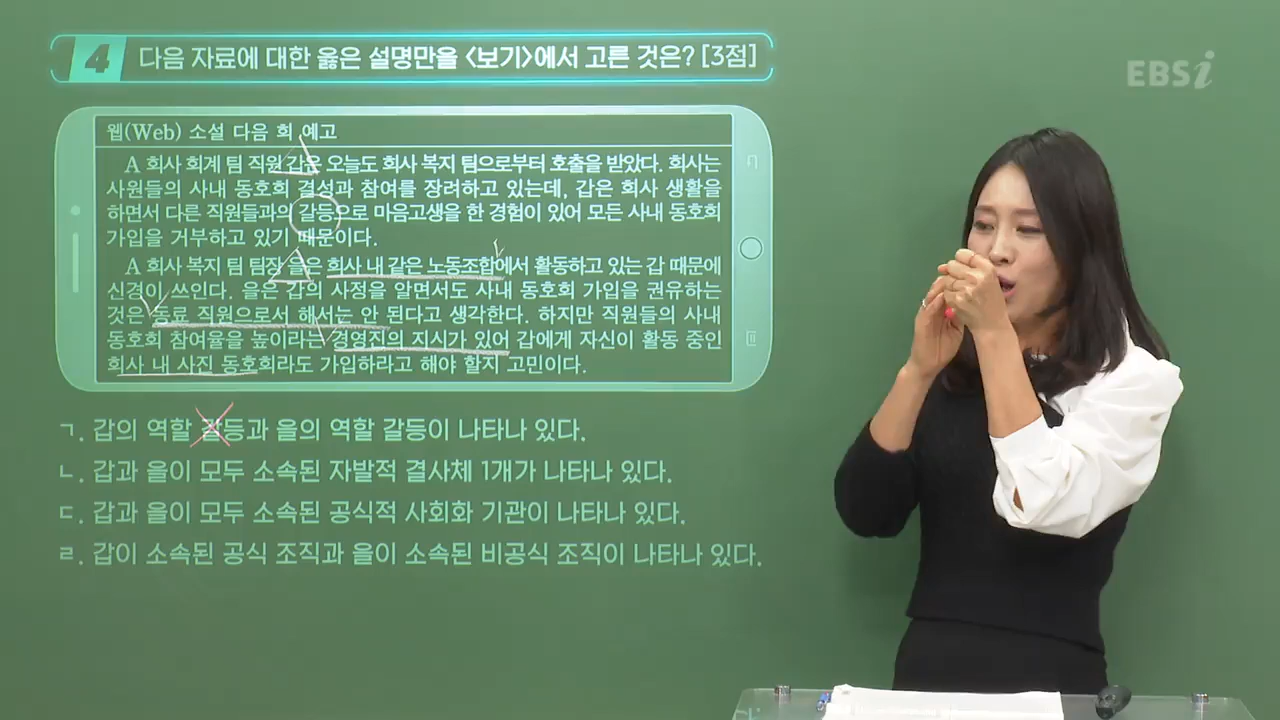 4 다음 자료에 대한 옳은 설명만을 <보기>에서 고른 것은? [3점]
EBSi
웹(Web) 소설 다음 회 예고
A 회사 회계 팀 직원 갑은 오늘도 회사 복지 팀으로부터 호출을 받았다. 회사는
사원들의 사내 동호회 결성과 참여를 장려하고 있는데, 갑은 회사 생활을
하면서 다른 직원들과의 갈등으로 마음고생을 한 경험이 있어 모든 사내 동호회
가입을 거부하고 있기 때문이다.
A 회사 복지 팀 팀장 을은 회사 내 같은 노동조합에서 활동하고 있는 갑 때문에
신경이 쓰인다. 을은 갑의 사정을 알면서도 사내 동호회 가입을 권유하는
것은 동료 직원으로서 해서는 안 된다고 생각한다. 하지만 직원들의 사내
동호회 참여율을 높이라는 경영진의 지시가 있어 갑에게 자신이 활동 중인
회사 내 사진 동호회라도 가입하라고 해야 할지 고민이다.
ㄱ. 갑의 역할 갈등과 을의 역할 갈등이 나타나 있다.
ㄴ. 갑과 을이 모두 소속된 자발적 결사체 1개가 나타나 있다.
ㄷ. 갑과 을이 모두 소속된 공식적 사회화 기관이 나타나 있다.
ㄹ. 갑이 소속된 공식 조직과 을이 소속된 비공식 조직이 나타나 있다.